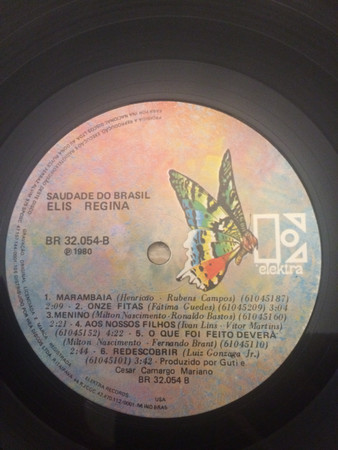 SAUDADE DO BRASIL
ELIS REGINA
BR 32.054-B
℗ 1980
elektra
1. MARAMBAIA (Henricão - Rubens Campos) (61045187)
2:09 - 2. ONZE FITAS (Fátima Guedes) (61045209) 3:04
3. MENINO (Milton Nascimento - Ronaldo Bastos) (61045160)
2:21 - 4. AOS NOSSOS FILHOS (Ivan Lins - Vitor Martins)
(61045152) 4:22 - 5. O QUE FOI FEITO DEVERÁ
(Milton Nascimento - Fernando Brant) (61045110)
2:44 - 6. REDESCOBRIR (Luiz Gonzaga Jr.)
(61045101) 3:42 - Produzido por Guti e
Cesar Camargo Mariano
BR 32.054 B
ELEKTRA RECORDS
USA